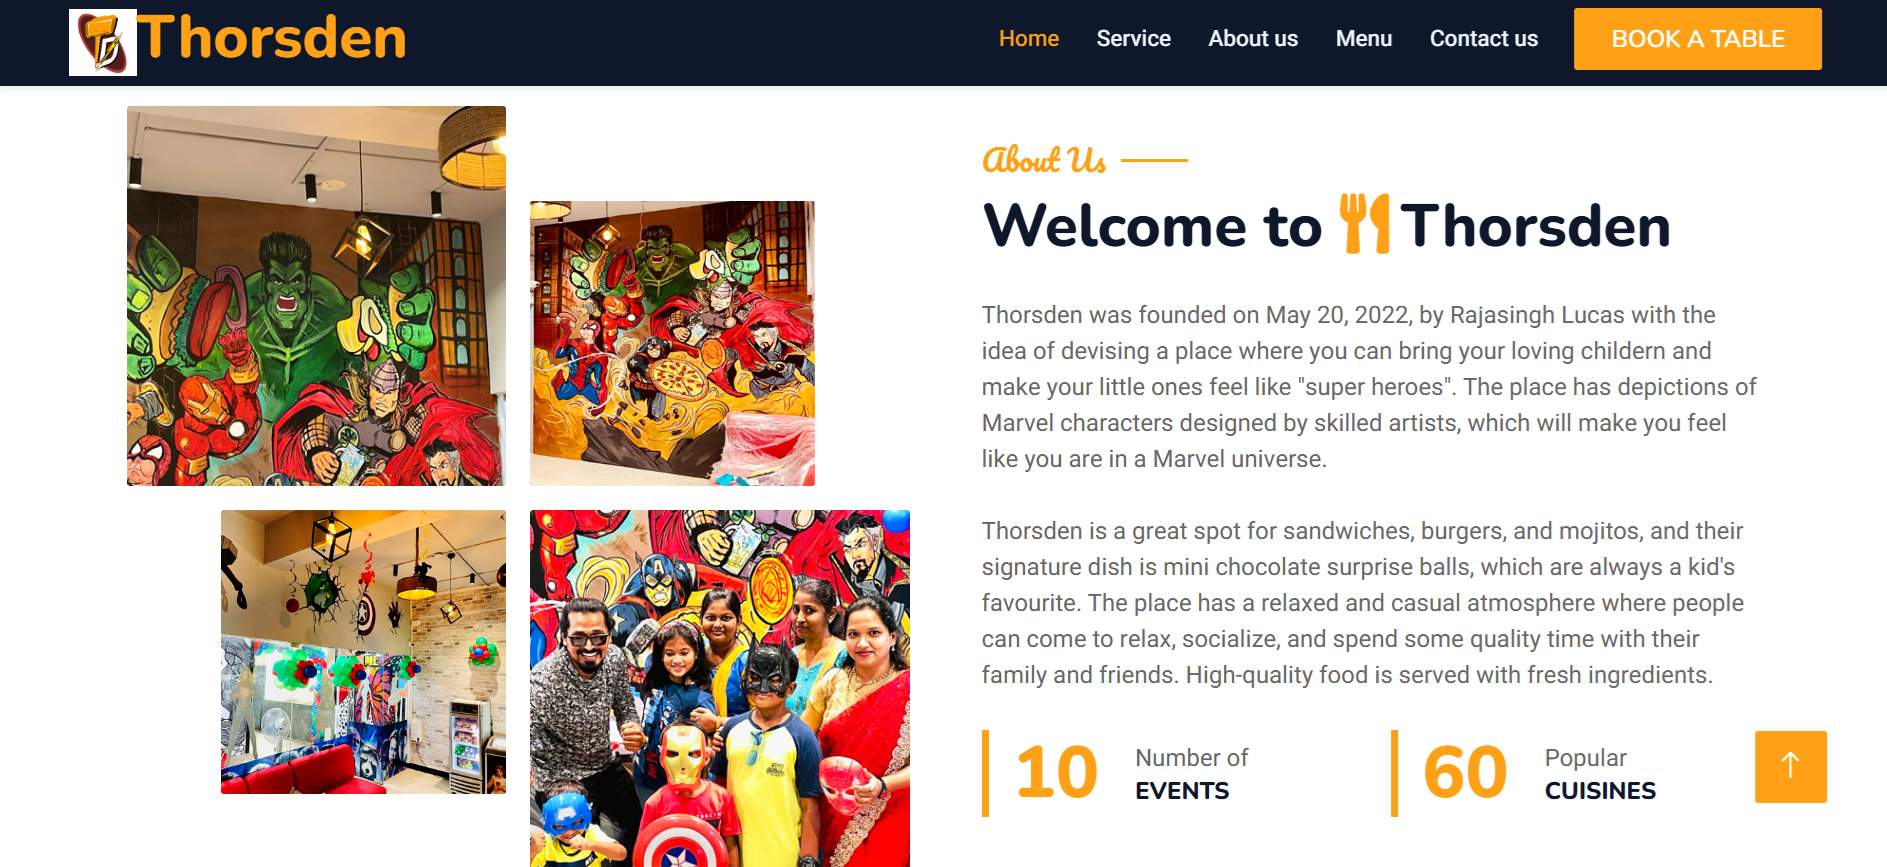 Thorsden
Home
Service
About us
Menu
Contact us
BOOK A TABLE
About Us
Welcome to Thorsden
Thorsden was founded on May 20, 2022, by Rajasingh Lucas with the
idea of devising a place where you can bring your loving childern and
make your little ones feel like "super heroes". The place has depictions of
Marvel characters designed by skilled artists, which will make you feel
like you are in a Marvel universe.
Thorsden is a great spot for sandwiches, burgers, and mojitos, and their
signature dish is mini chocolate surprise balls, which are always a kid's
favourite. The place has a relaxed and casual atmosphere where people
can come to relax, socialize, and spend some quality time with their
family and friends. High-quality food is served with fresh ingredients.
10
Number of
EVENTS
60
Popular
CUISINES